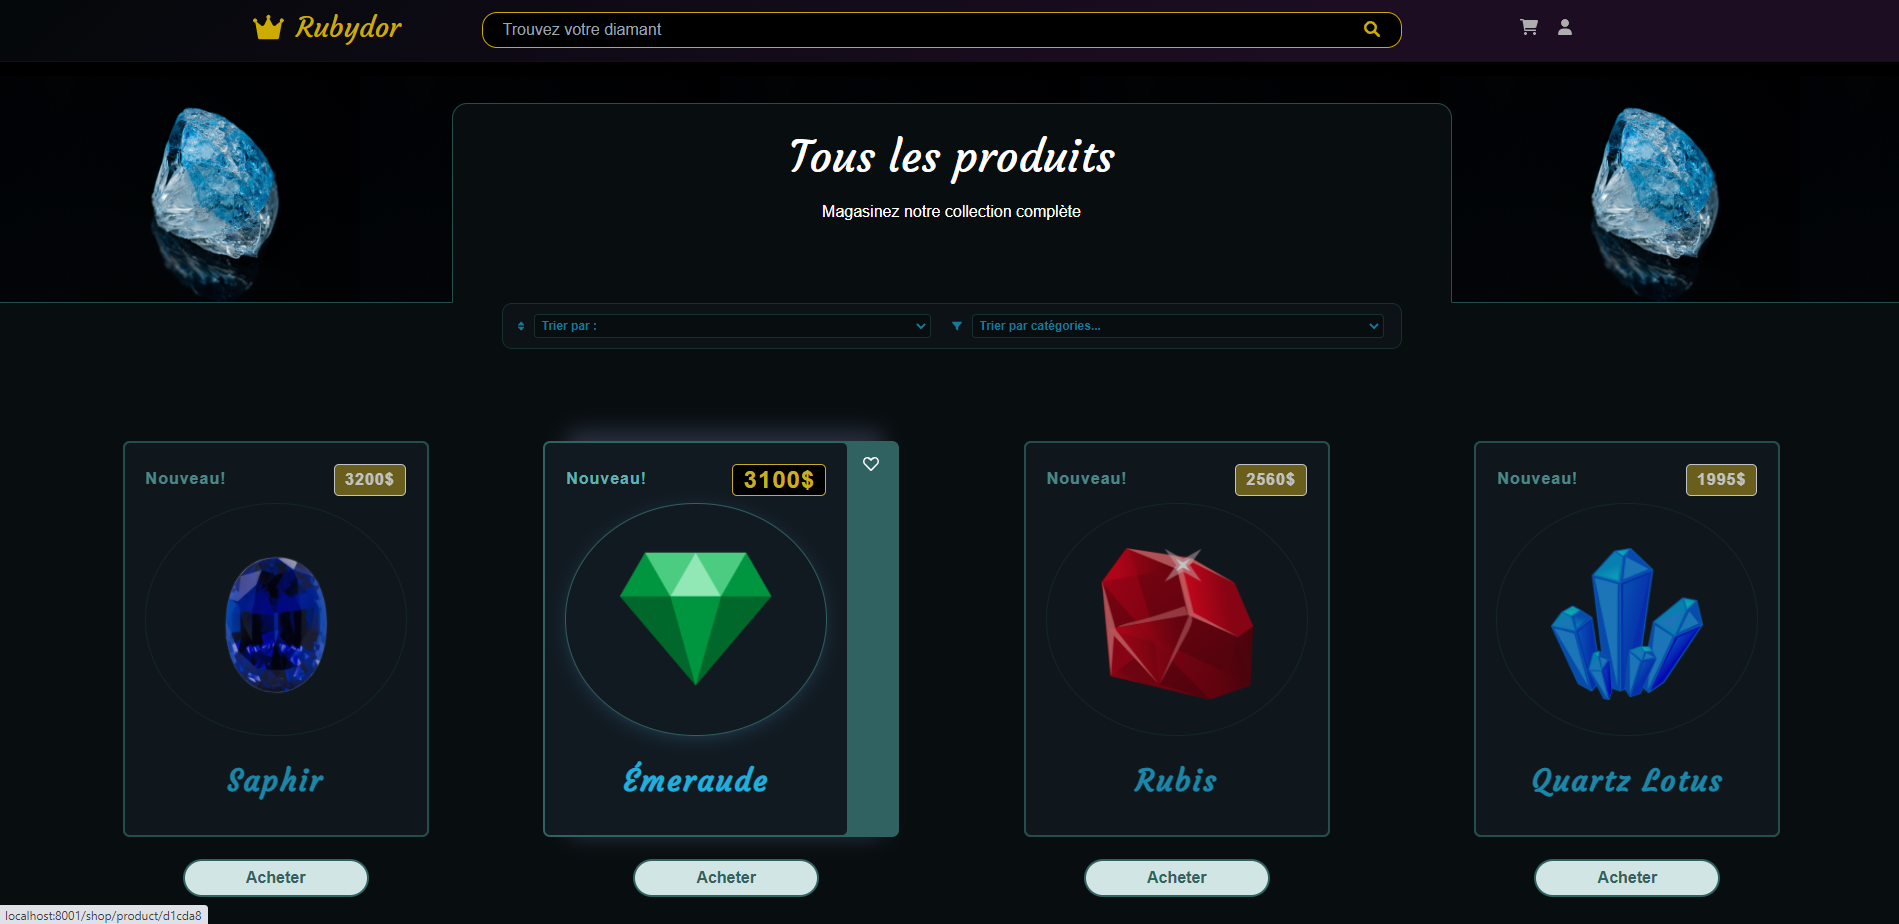 Rubydor
Trouvez votre diamant
Tous les produits
Magasinez notre collection complète
Trier par :
Trier par catégories...
Nouveau!
3200$
Saphir
Acheter
Nouveau!
3100$
Émeraude
Acheter
Nouveau!
2560$
Rubis
Acheter
Nouveau!
1995$
Quartz Lotus
Acheter
localhost:8001/shop/product/d1cda8